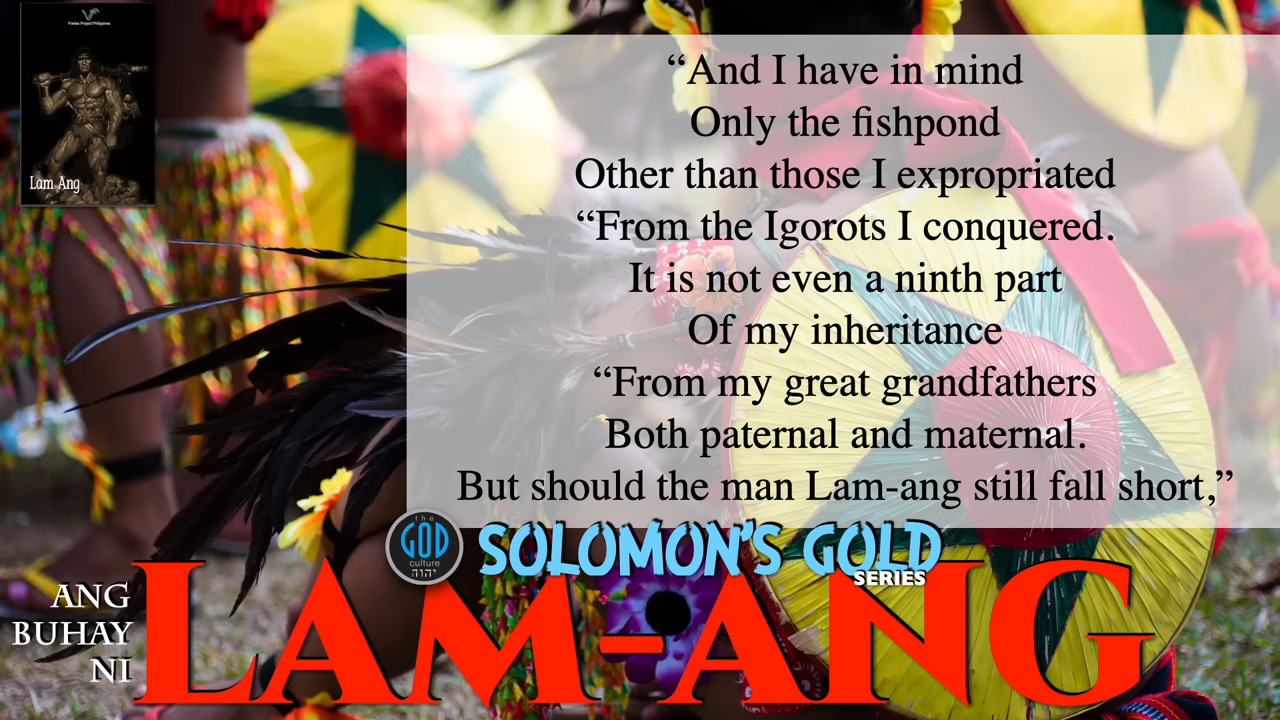 Pandas Project Philippines
Lam Ang
“And I have in mind
Only the fishpond
Other than those I expropriated
“From the Igorots I conquered.
It is not even a ninth part
Of my inheritance
“From my great grandfathers
Both paternal and maternal.
But should the man Lam-ang still fall short,”
the
GOD
culture
יהוה
SOLOMON'S GOLD
SERIES
ANG
BUHAY
NI
LAM-ANG